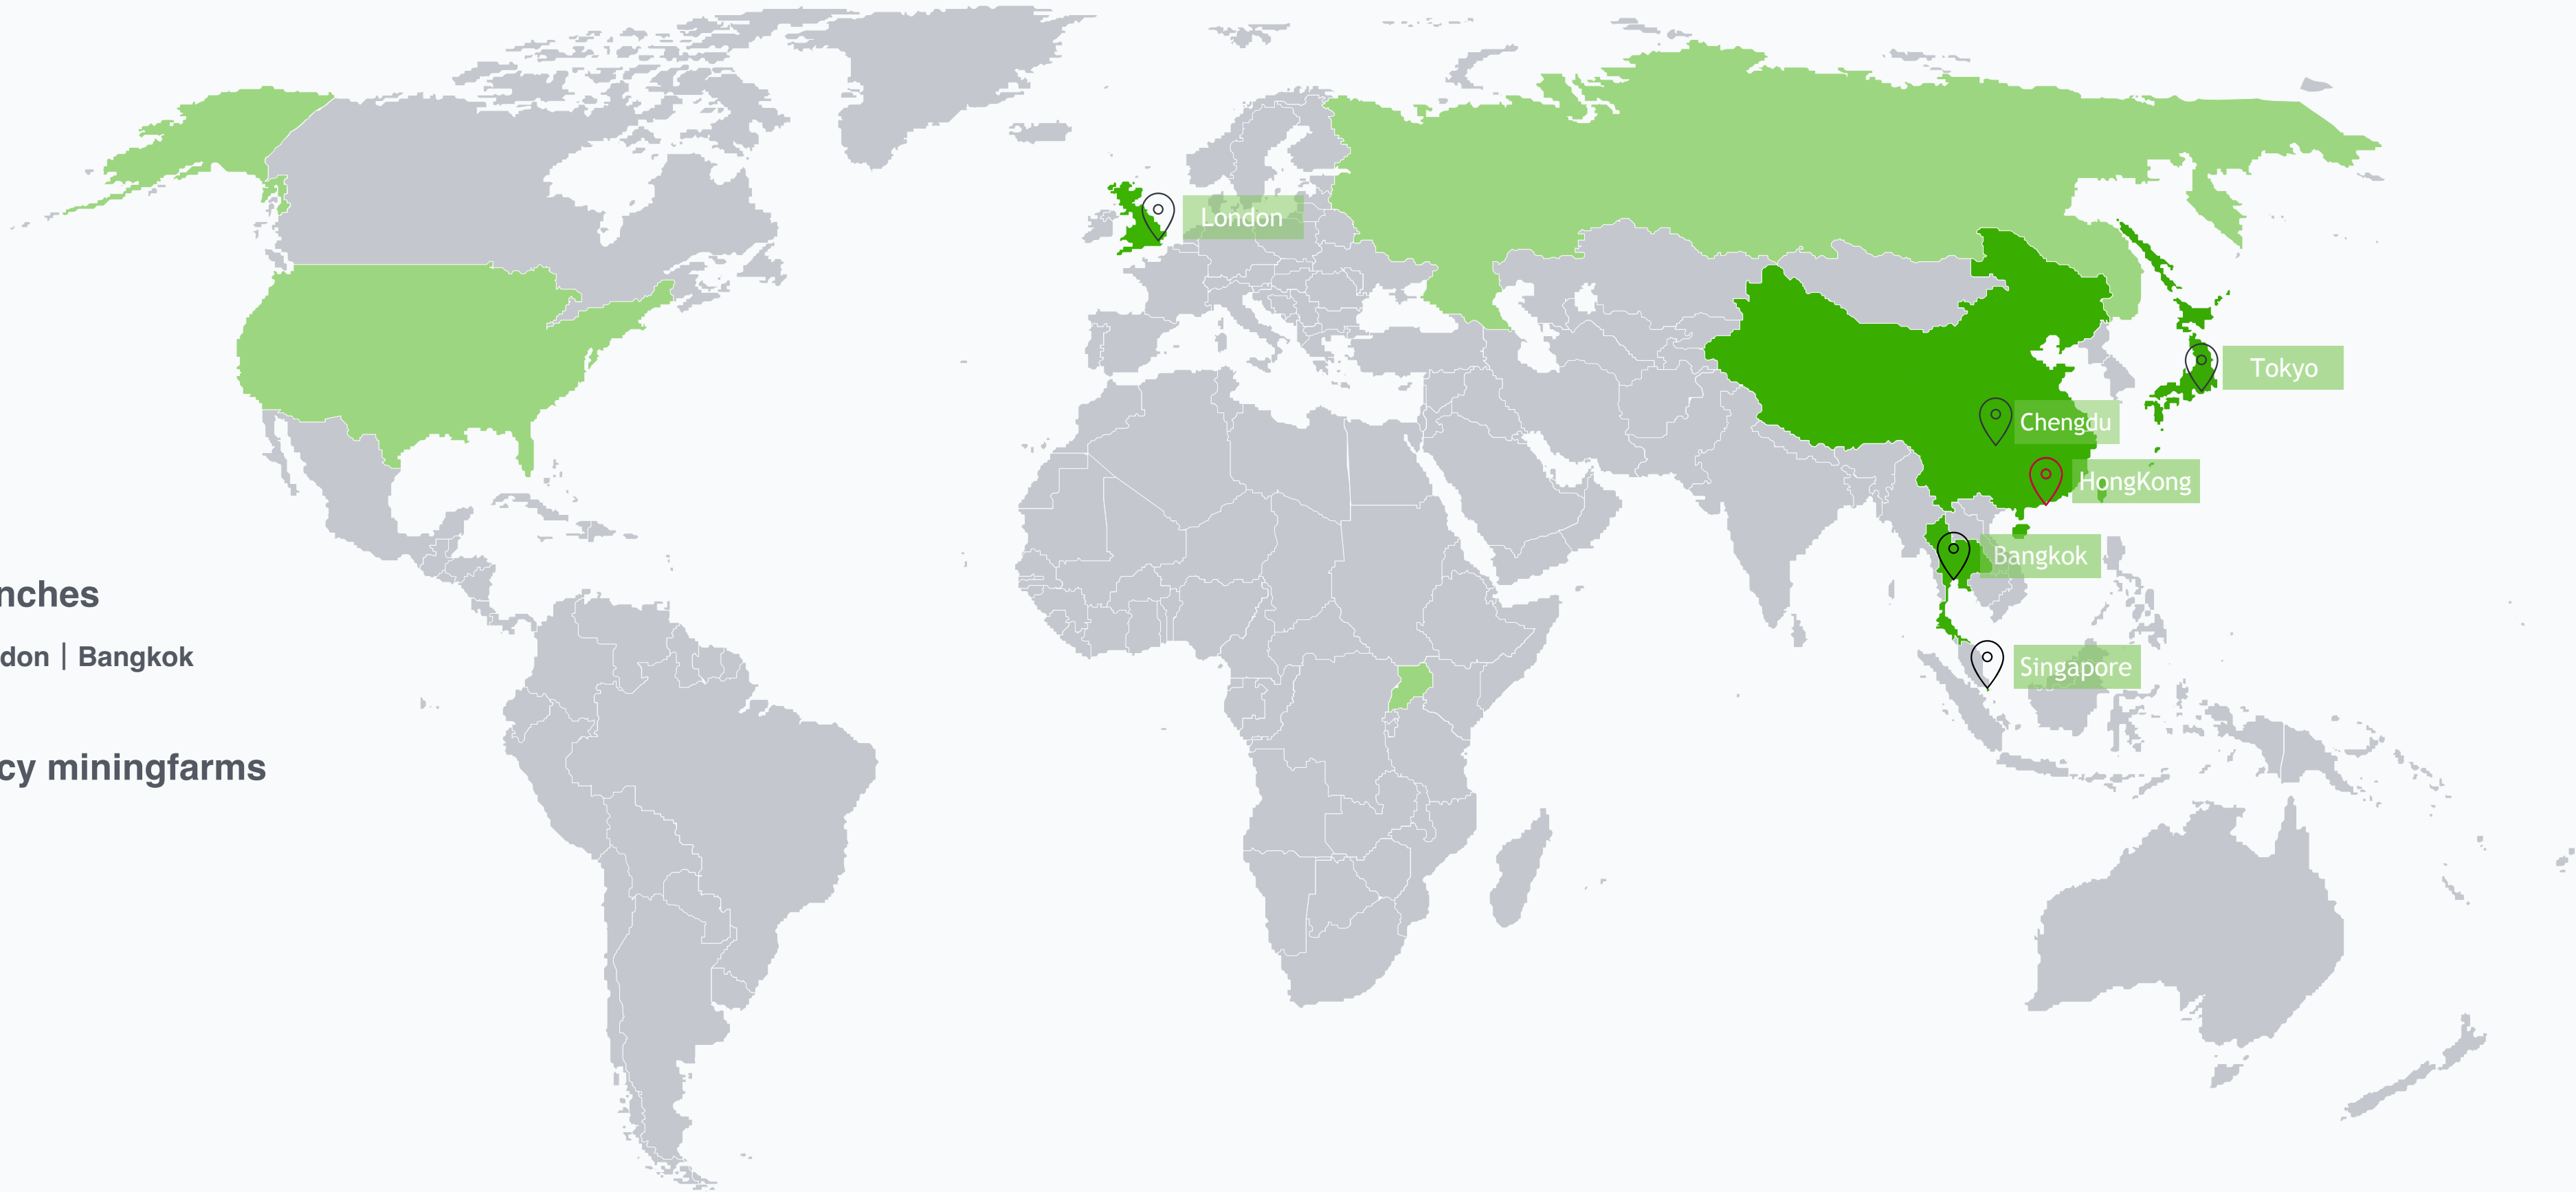 London
Tokyo
Chengdu
HongKong
Bangkok
nches
don | Bangkok
Singapore
cy miningfarms